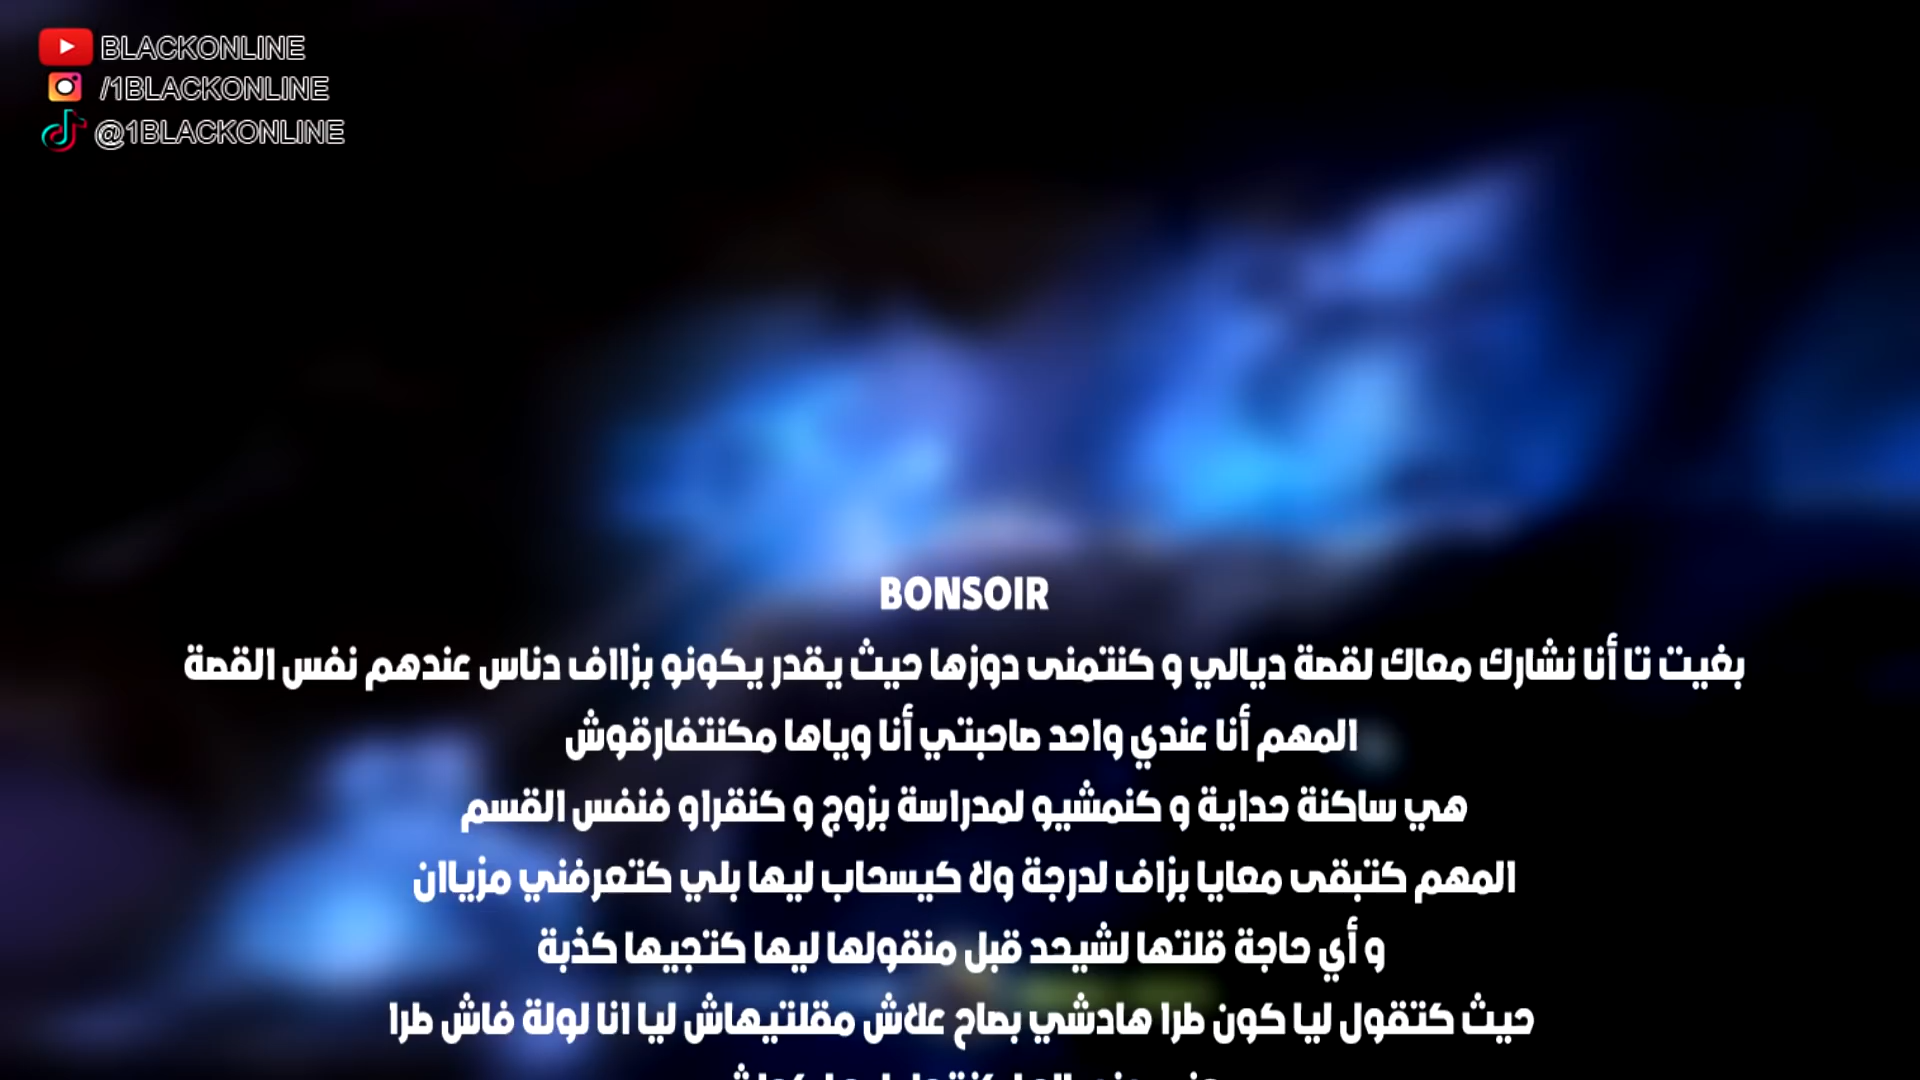 BLACKONLINE
/1BLACKONLINE
@1BLACKONLINE
BONSOIR
بغيت تا أنا نشارك معاك لقصة ديالي و كنتمنى دوزها حيث يقدر يكونو بزااف دناس عندهم نفس القصة
المهم أنا عندي واحد صاحبتي أنا وياها مكنتفارقوش
هي ساكنة حداية و كنمشيو لمدراسة بزوج و كنقراو فنفس القسم
المهم كتبقى معايا بزاف لدرجة ولا كيسحاب ليها بلي كتعرفني مزياان
و أي حاجة قلتها لشيحد قبل منقولها ليها كتجيها كذبة
حيث كتقول ليا كون طرا هادشي بصاح علاش مقلتيهاش ليا انا لولة فاش طرا